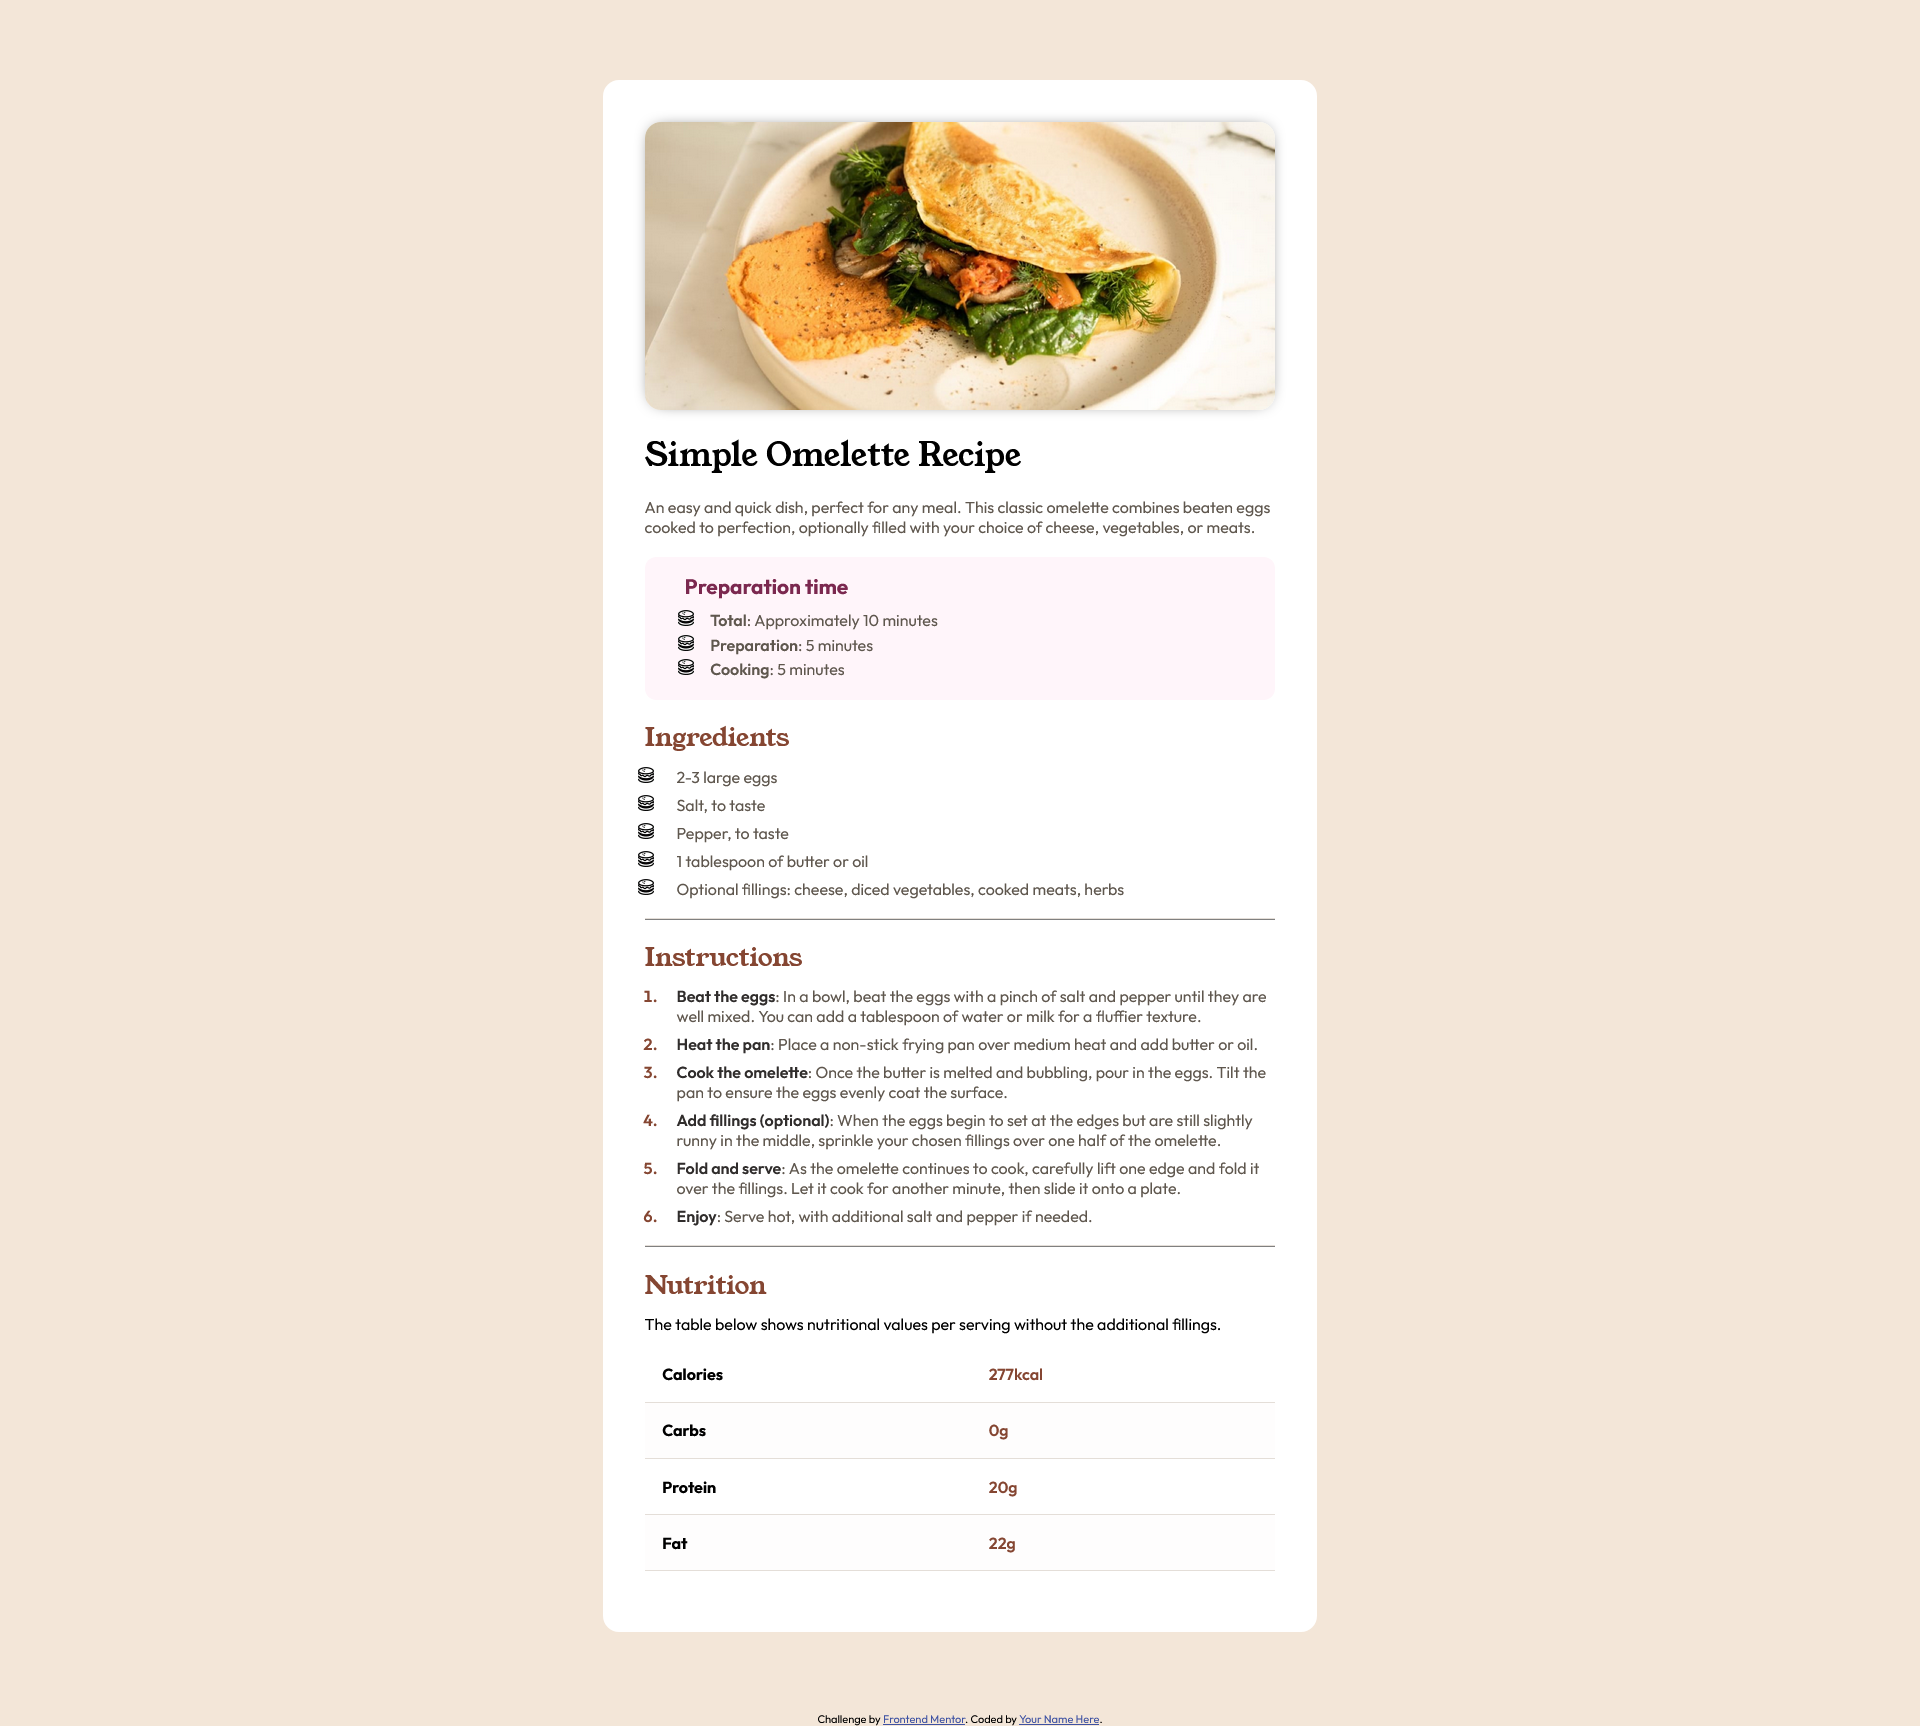 Simple Omelette Recipe
An easy and quick dish, perfect for any meal. This classic omelette combines beaten eggs
cooked to perfection, optionally filled with your choice of cheese, vegetables, or meats.
Preparation time
Total: Approximately 10 minutes
Preparation: 5 minutes
Cooking: 5 minutes
Ingredients
2-3 large eggs
Salt, to taste
Pepper, to taste
1 tablespoon of butter or oil
Optional fillings: cheese, diced vegetables, cooked meats, herbs
Instructions
1. Beat the eggs: In a bowl, beat the eggs with a pinch of salt and pepper until they are
well mixed. You can add a tablespoon of water or milk for a fluffier texture.
2. Heat the pan: Place a non-stick frying pan over medium heat and add butter or oil.
3. Cook the omelette: Once the butter is melted and bubbling, pour in the eggs. Tilt the
pan to ensure the eggs evenly coat the surface.
4. Add fillings (optional): When the eggs begin to set at the edges but are still slightly
runny in the middle, sprinkle your chosen fillings over one half of the omelette.
5. Fold and serve: As the omelette continues to cook, carefully lift one edge and fold it
over the fillings. Let it cook for another minute, then slide it onto a plate.
6. Enjoy: Serve hot, with additional salt and pepper if needed.
Nutrition
The table below shows nutritional values per serving without the additional fillings.
Calories 277kcal
Carbs 0g
Protein 20g
Fat 22g
Challenge by Frontend Mentor. Coded by Your Name Here.